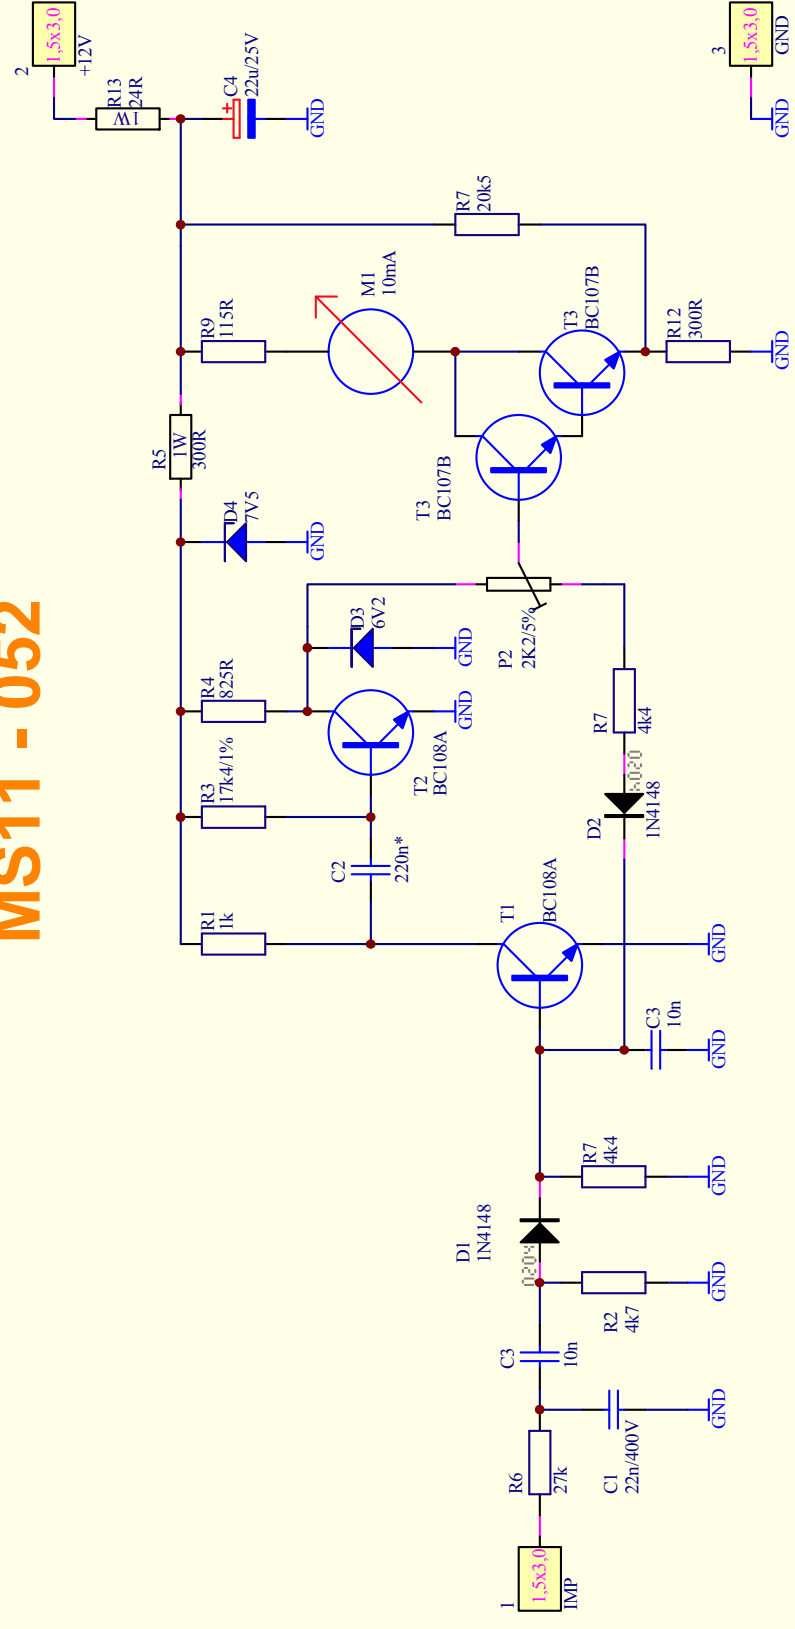 MS11 - 052
1
1,5x3,0
IMP
R6
27k
C1
22n/400V
C3
10n
R2
4k7
D1
1N4148
R7
4k4
C3
10n
T1
BC108A
R1
1k
C2
220n*
R3
17k4/1%
R4
825R
T2
BC108A
D3
6V2
D2
1N4148
R7
4k4
P2
2K2/5%
D4
7V5
R5
1W
300R
T3
BC107B
T3
BC107B
R9
115R
M1
10mA
R7
20k5
R12
300R
R13
24R
1W
C4
+
22u/25V
2
1,5x3,0
+12V
3
1,5x3,0
GND
GND
GND
GND
GND
GND
GND
GND
GND
GND
GND
GND